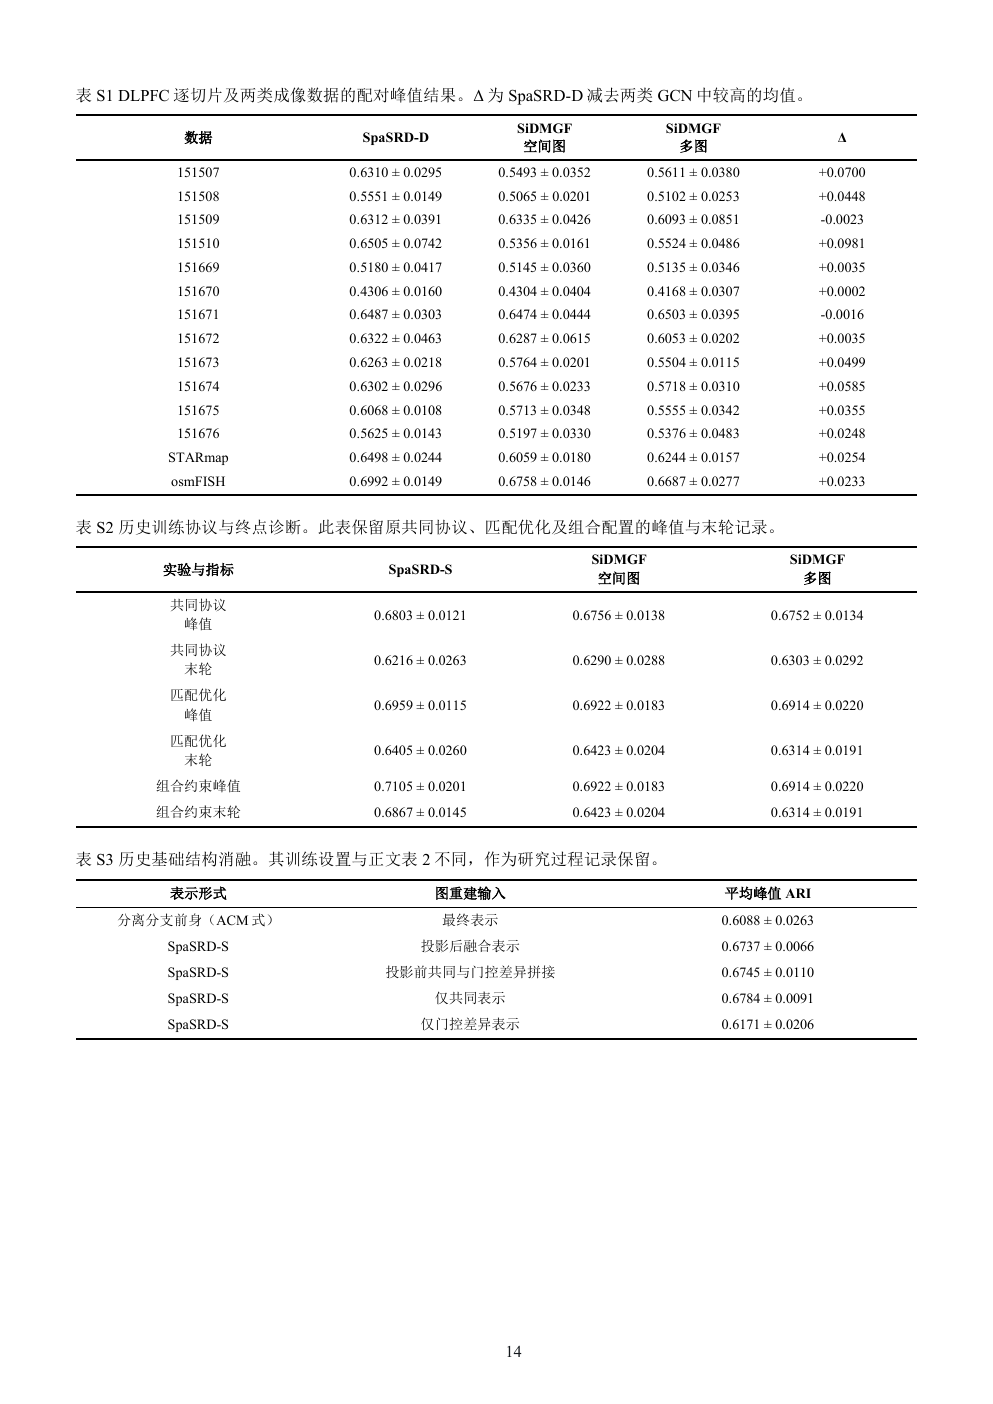 表 S1 DLPFC 逐切片及两类成像数据的配对峰值结果。Δ 为 SpaSRD-D 减去两类 GCN 中较高的均值。
数据 SpaSRD-D SiDMGF 空间图 SiDMGF 多图 Δ
151507 0.6310 ± 0.0295 0.5493 ± 0.0352 0.5611 ± 0.0380 +0.0700
151508 0.5551 ± 0.0149 0.5065 ± 0.0201 0.5102 ± 0.0253 +0.0448
151509 0.6312 ± 0.0391 0.6335 ± 0.0426 0.6093 ± 0.0851 -0.0023
151510 0.6505 ± 0.0742 0.5356 ± 0.0161 0.5524 ± 0.0486 +0.0981
151669 0.5180 ± 0.0417 0.5145 ± 0.0360 0.5135 ± 0.0346 +0.0035
151670 0.4306 ± 0.0160 0.4304 ± 0.0404 0.4168 ± 0.0307 +0.0002
151671 0.6487 ± 0.0303 0.6474 ± 0.0444 0.6503 ± 0.0395 -0.0016
151672 0.6322 ± 0.0463 0.6287 ± 0.0615 0.6053 ± 0.0202 +0.0035
151673 0.6263 ± 0.0218 0.5764 ± 0.0201 0.5504 ± 0.0115 +0.0499
151674 0.6302 ± 0.0296 0.5676 ± 0.0233 0.5718 ± 0.0310 +0.0585
151675 0.6068 ± 0.0108 0.5713 ± 0.0348 0.5555 ± 0.0342 +0.0355
151676 0.5625 ± 0.0143 0.5197 ± 0.0330 0.5376 ± 0.0483 +0.0248
STARmap 0.6498 ± 0.0244 0.6059 ± 0.0180 0.6244 ± 0.0157 +0.0254
osmFISH 0.6992 ± 0.0149 0.6758 ± 0.0146 0.6687 ± 0.0277 +0.0233
表 S2 历史训练协议与终点诊断。此表保留原共同协议、匹配优化及组合配置的峰值与末轮记录。
实验与指标 SpaSRD-S SiDMGF 空间图 SiDMGF 多图
共同协议 峰值 0.6803 ± 0.0121 0.6756 ± 0.0138 0.6752 ± 0.0134
共同协议 末轮 0.6216 ± 0.0263 0.6290 ± 0.0288 0.6303 ± 0.0292
匹配优化 峰值 0.6959 ± 0.0115 0.6922 ± 0.0183 0.6914 ± 0.0220
匹配优化 末轮 0.6405 ± 0.0260 0.6423 ± 0.0204 0.6314 ± 0.0191
组合约束峰值 0.7105 ± 0.0201 0.6922 ± 0.0183 0.6914 ± 0.0220
组合约束末轮 0.6867 ± 0.0145 0.6423 ± 0.0204 0.6314 ± 0.0191
表 S3 历史基础结构消融。其训练设置与正文表 2 不同，作为研究过程记录保留。
表示形式 图重建输入 平均峰值 ARI
分离分支前身（ACM 式） 最终表示 0.6088 ± 0.0263
SpaSRD-S 投影后融合表示 0.6737 ± 0.0066
SpaSRD-S 投影前共同与门控差异拼接 0.6745 ± 0.0110
SpaSRD-S 仅共同表示 0.6784 ± 0.0091
SpaSRD-S 仅门控差异表示 0.6171 ± 0.0206
14